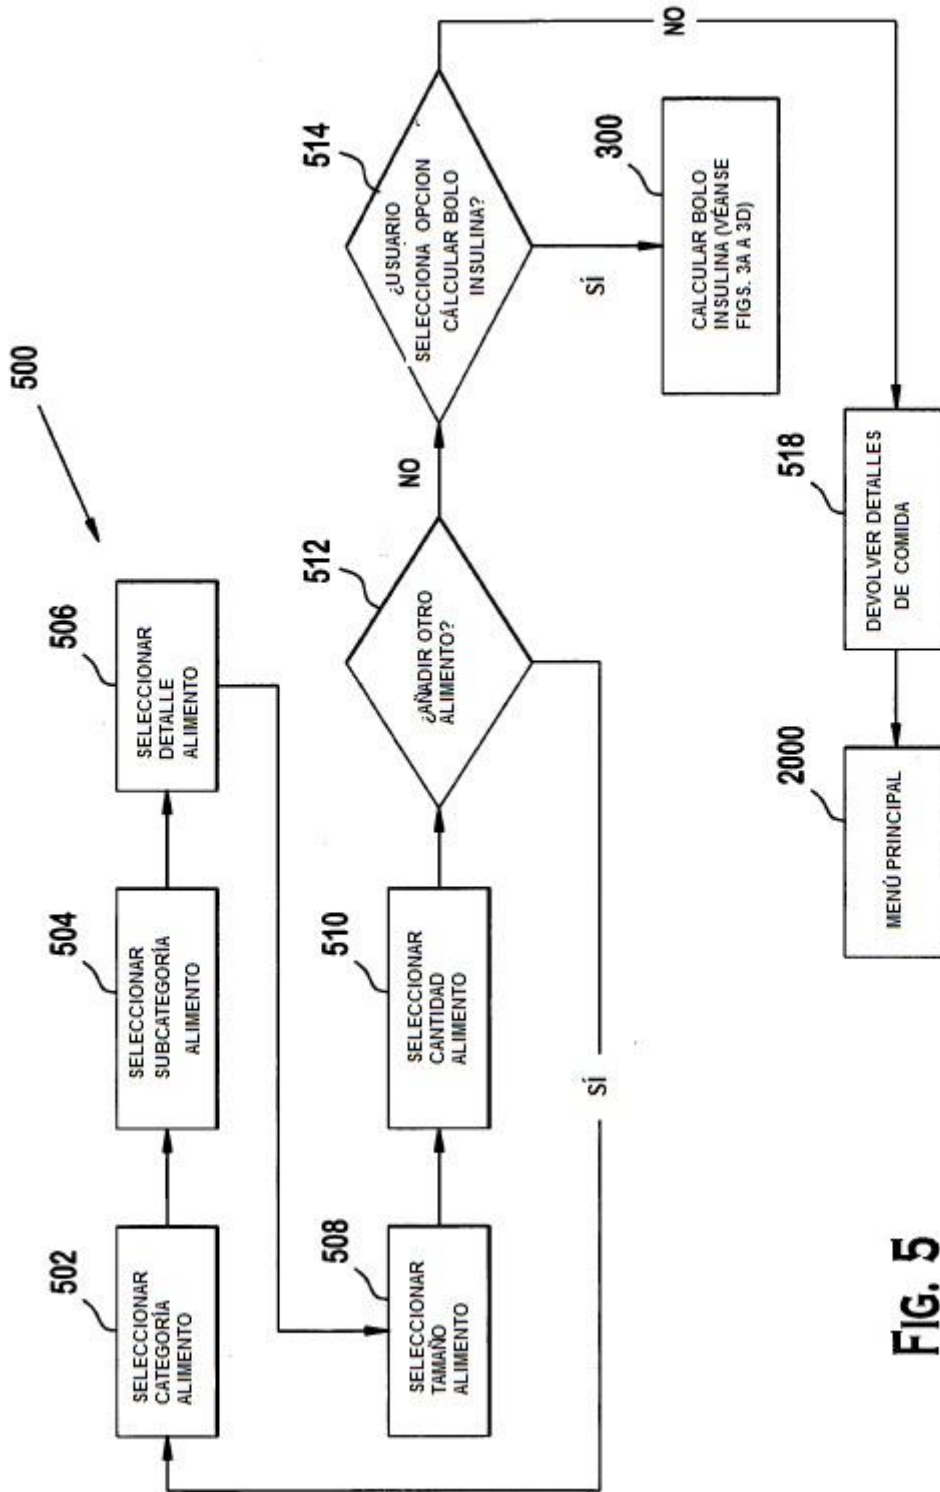 500
502
SELECCIONAR
CATEGORÍA
ALIMENTO
504
SELECCIONAR
SUBCATEGORÍA
ALIMENTO
506
SELECCIONAR
DETALLE
ALIMENTO
508
SELECCIONAR
TAMAÑO
ALIMENTO
510
SELECCIONAR
CANTIDAD
ALIMENTO
512
¿AÑADIR OTRO
ALIMENTO?
SÍ
NO
514
¿USUARIO
SELECCIONA OPCION
CÁLCULAR BOLO
INSULINA?
SÍ
NO
300
CALCULAR BOLO
INSULINA (VÉANSE
FIGS. 3A A 3D)
518
DEVOLVER DETALLES
DE COMIDA
2000
MENÚ PRINCIPAL
FIG. 5